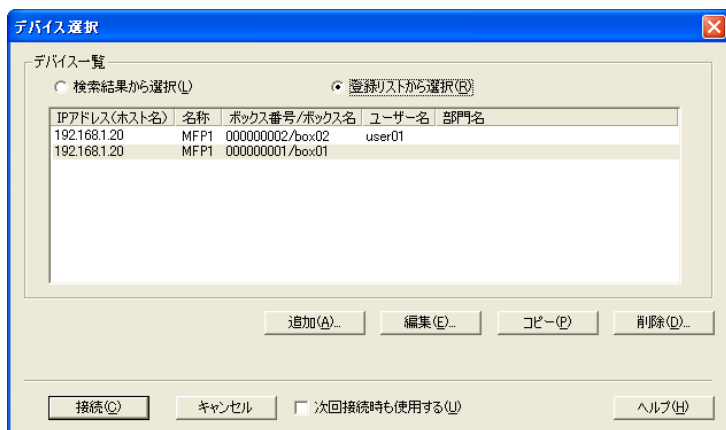 デバイス選択
デバイス一覧
検索結果から選択(L) 登録リストから選択(R)
IPアドレス(ホスト名) 名称 ボックス番号/ボックス名 ユーザー名 部門名
192.168.1.20 MFP1 000000002/box02 user01
192.168.1.20 MFP1 000000001/box01
追加(A)... 編集(E)... コピー(P) 削除(D)...
接続(C) キャンセル 次回接続時も使用する(U) ヘルプ(H)